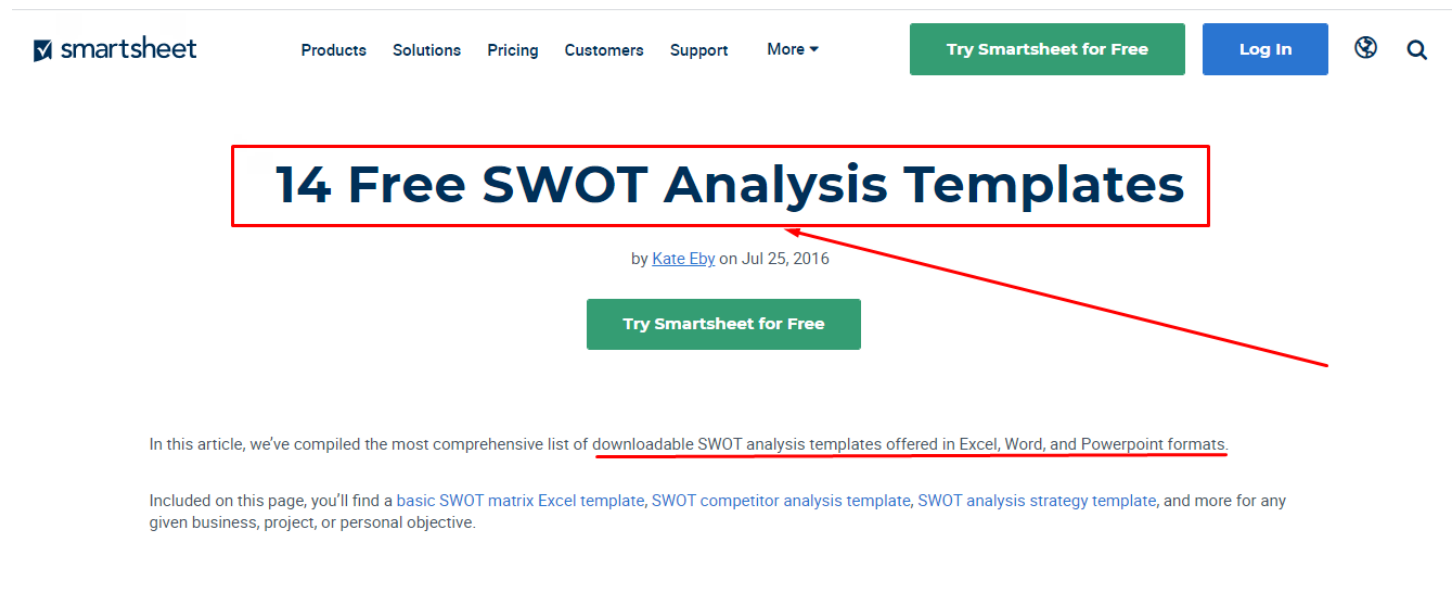 smartsheet Products Solutions Pricing Customers Support More Try Smartsheet for Free Log In
14 Free SWOT Analysis Templates
by Kate Eby on Jul 25, 2016
Try Smartsheet for Free
In this article, we've compiled the most comprehensive list of downloadable SWOT analysis templates offered in Excel, Word, and Powerpoint formats.
Included on this page, you'll find a basic SWOT matrix Excel template, SWOT competitor analysis template, SWOT analysis strategy template, and more for any
given business, project, or personal objective.